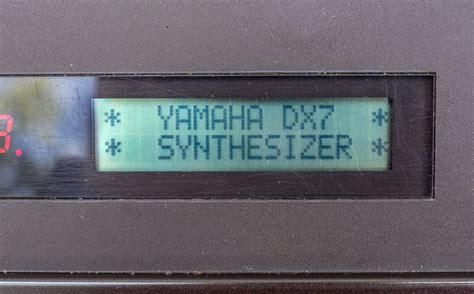 * YAMAHA DX7 *
* SYNTHESIZER *